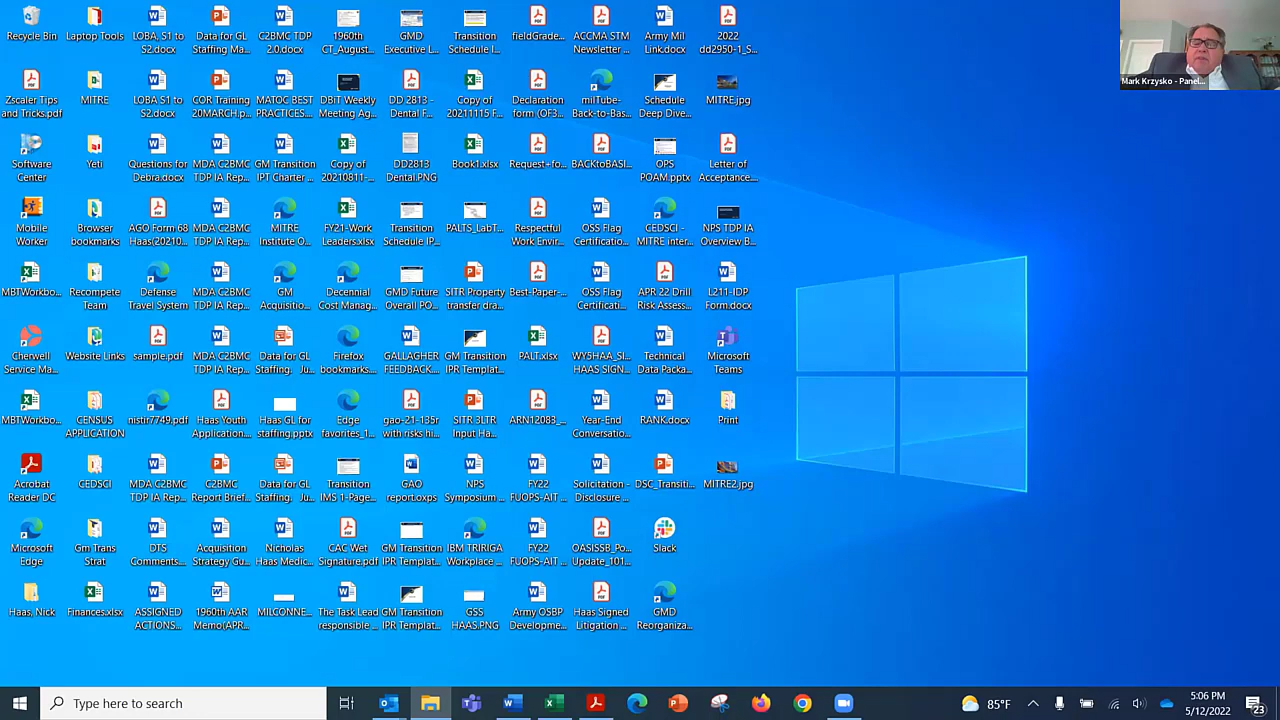 Recycle Bin
Laptop Tools
LOBA, S1 to
S2.docx
Data for GL
Staffing Ma...
C2BMC TDP
2.0.docx
1960th
CT_August...
GMD
Executive L...
Transition
Schedule I...
fieldGrade...
ACCMA STM
Newsletter ...
Army Mil
Link.docx
2022
dd2950-1_S...
Mark Krzysko - Panel...
Zscaler Tips
and Tricks.pdf
MITRE
LOBA S1 to
S2.docx
COR Training
20MARCH.p...
MATOC BEST
PRACTICES....
DBiT Weekly
Meeting Ag...
DD 2813 -
Dental F...
Copy of
20211115 F...
Declaration
form (OF3...
milTube-
Back-to-Bas...
Schedule
Deep Dive...
MITRE.jpg
Software
Center
Yeti
Questions for
Debra.docx
MDA C2BMC
TDP IA Rep...
GM Transition
IPT Charter ...
Copy of
20210811-...
DD2813
Dental.PNG
Book1.xlsx
Request+fo...
BACKtoBASI...
OPS
POAM.pptx
Letter of
Acceptance....
Mobile
Worker
Browser
bookmarks
AGO Form 68
Haas(20210...
MDA C2BMC
TDP IA Rep...
MITRE
Institute O...
FY21-Work
Leaders.xlsx
Transition
Schedule IP...
PALTS_LabT...
Respectful
Work Envir...
OSS Flag
Certificatio...
CEDSCI -
MITRE inter...
NPS TDP IA
Overview B...
MBTWorkbo...
Recompete
Team
Defense
Travel System
MDA C2BMC
TDP IA Rep...
GM
Acquisitio...
Decennial
Cost Manag...
GMD Future
Overall PO...
SITR Property
transfer dra...
Best-Paper-...
OSS Flag
Certificati...
APR 22 Drill
Risk Assess...
L211-IDP
Form.docx
Cherwell
Service Ma...
Website Links
sample.pdf
MDA C2BMC
TDP IA Rep...
Data for GL
Staffing. Ju...
Firefox
bookmarks....
GALLAGHER
FEEDBACK....
GM Transition
IPR Templat...
PALT.xlsx
WY5HAA_SI...
HAAS SIGN...
Technical
Data Packa...
Microsoft
Teams
MBTWorkbo...
CENSUS
APPLICATION
nistir7749.pdf
Haas Youth
Application...
Haas GL for
staffing.pptx
Edge
favorites_1...
gao-21-135r
with risks hi...
SITR 3LTR
Input Ha...
ARN12083_...
Year-End
Conversatio...
RANK.docx
Print
Acrobat
Reader DC
CEDSCI
MDA C2BMC
TDP IA Rep...
C2BMC
Report Brief...
Data for GL
Staffing. Ju...
Transition
IMS 1-Page...
GAO
report.oxps
NPS
Symposium ...
FY22
FUOPS-AIT ...
Solicitation -
Disclosure ...
DSC_Transiti...
MITRE2.jpg
Microsoft
Edge
Gm Trans
Strat
DTS
Comments...
Acquisition
Strategy Gu...
Nicholas
Haas Medic...
CAC Wet
Signature.pdf
GM Transition
IPR Templat...
IBM TRIRIGA
Workplace ...
FY22
FUOPS-AIT ...
OASISSB_Po...
Update_101...
Slack
Haas, Nick
Finances.xlsx
ASSIGNED
ACTIONS...
1960th AAR
Memo(APR...
MILCONNE...
The Task Lead
responsible ...
GM Transition
IPR Templat...
GSS
HAAS.PNG
Army OSBP
Developme...
Haas Signed
Litigation ...
GMD
Reorganiza...
Type here to search
85°F
5:06 PM
5/12/2022
23